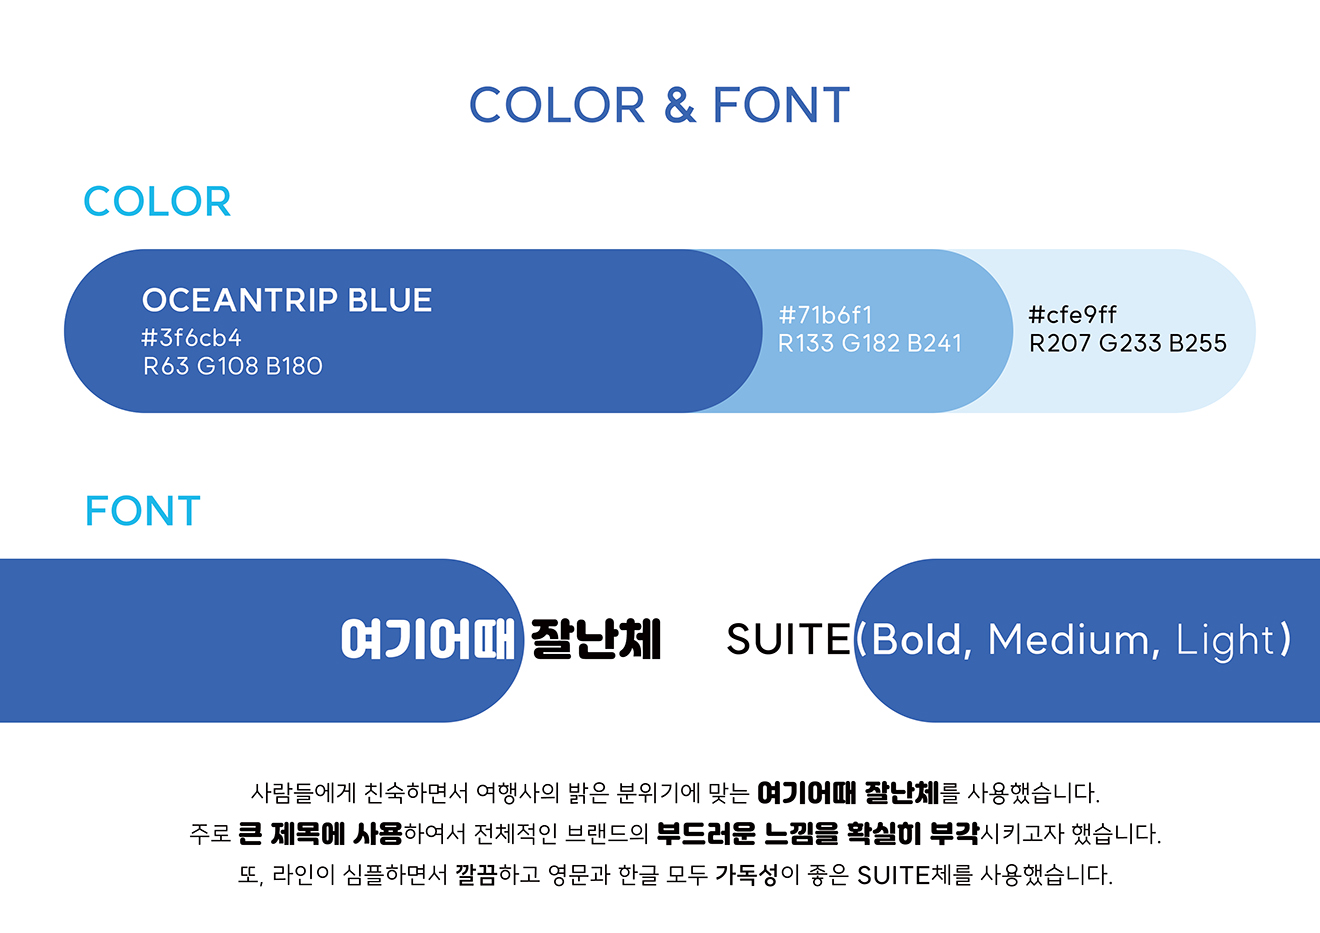 COLOR & FONT
COLOR
OCEANTRIP BLUE
#3f6cb4
R63 G108 B180
#71b6f1
R133 G182 B241
#cfe9ff
R207 G233 B255
FONT
여기어때 잘난체
SUITE(Bold, Medium, Light)
사람들에게 친숙하면서 여행사의 밝은 분위기에 맞는 여기어때 잘난체를 사용했습니다.
주로 큰 제목에 사용하여서 전체적인 브랜드의 부드러운 느낌을 확실히 부각시키고자 했습니다.
또, 라인이 심플하면서 깔끔하고 영문과 한글 모두 가독성이 좋은 SUITE체를 사용했습니다.